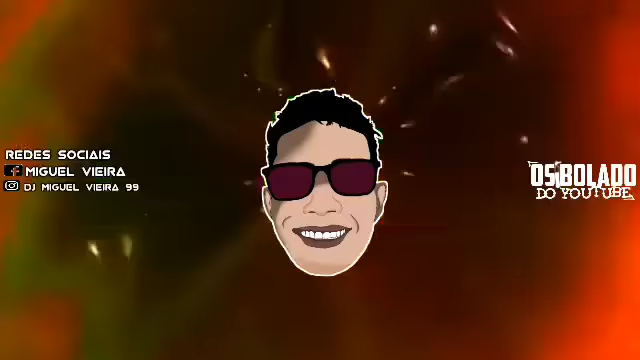 REDES SOCIAIS
MIGUEL VIEIRA
DJ MIGUEL VIEIRA 99
OS BOLADO
DO YOUTUBE